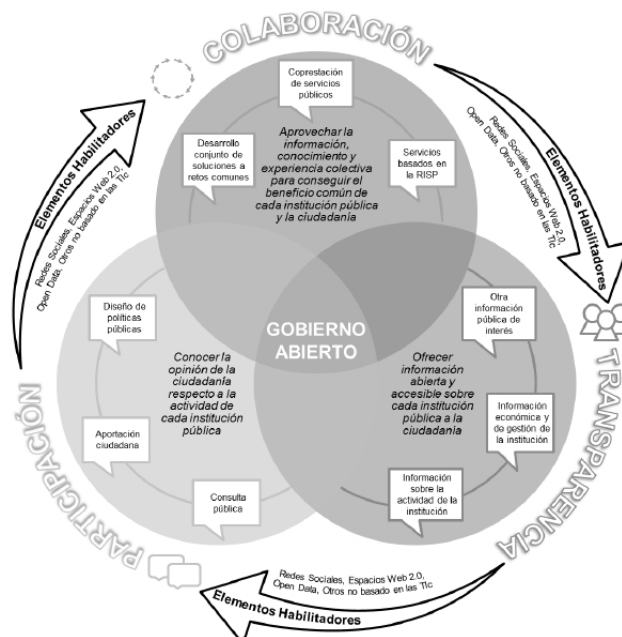 COLABORACIÓN
Coprestación
de servicios
públicos
Desarrollo
conjunto de
soluciones a
retos comunes
Aprovechar la
información,
conocimiento y
experiencia colectiva
para conseguir el
beneficio común de
cada institución pública
y la ciudadanía
Servicios
basados en
la RISP
Elementos Habilitadores
Redes Sociales, Espacios Web 2.0,
Open Data, Otros no basado en las TIc
Redes Sociales, Espacios Web 2.0,
Open Data, Otros no basado en las TIc
Elementos Habilitadores
GOBIERNO
ABIERTO
Diseño de
políticas
públicas
Conocer la
opinión de la
ciudadanía
respecto a la
actividad de
cada institución
pública
Aportación
ciudadana
Consulta
pública
PARTICIPACIÓN
Otra
información
pública de
interés
Ofrecer
información
abierta y
accesible sobre
cada institución
pública a la
ciudadanía
Información
económica y
de gestión de
la institución
Información
sobre la
actividad de la
institución
TRANSPARENCIA
Redes Sociales, Espacios Web 2.0,
Open Data, Otros no basado en las TIc
Elementos Habilitadores